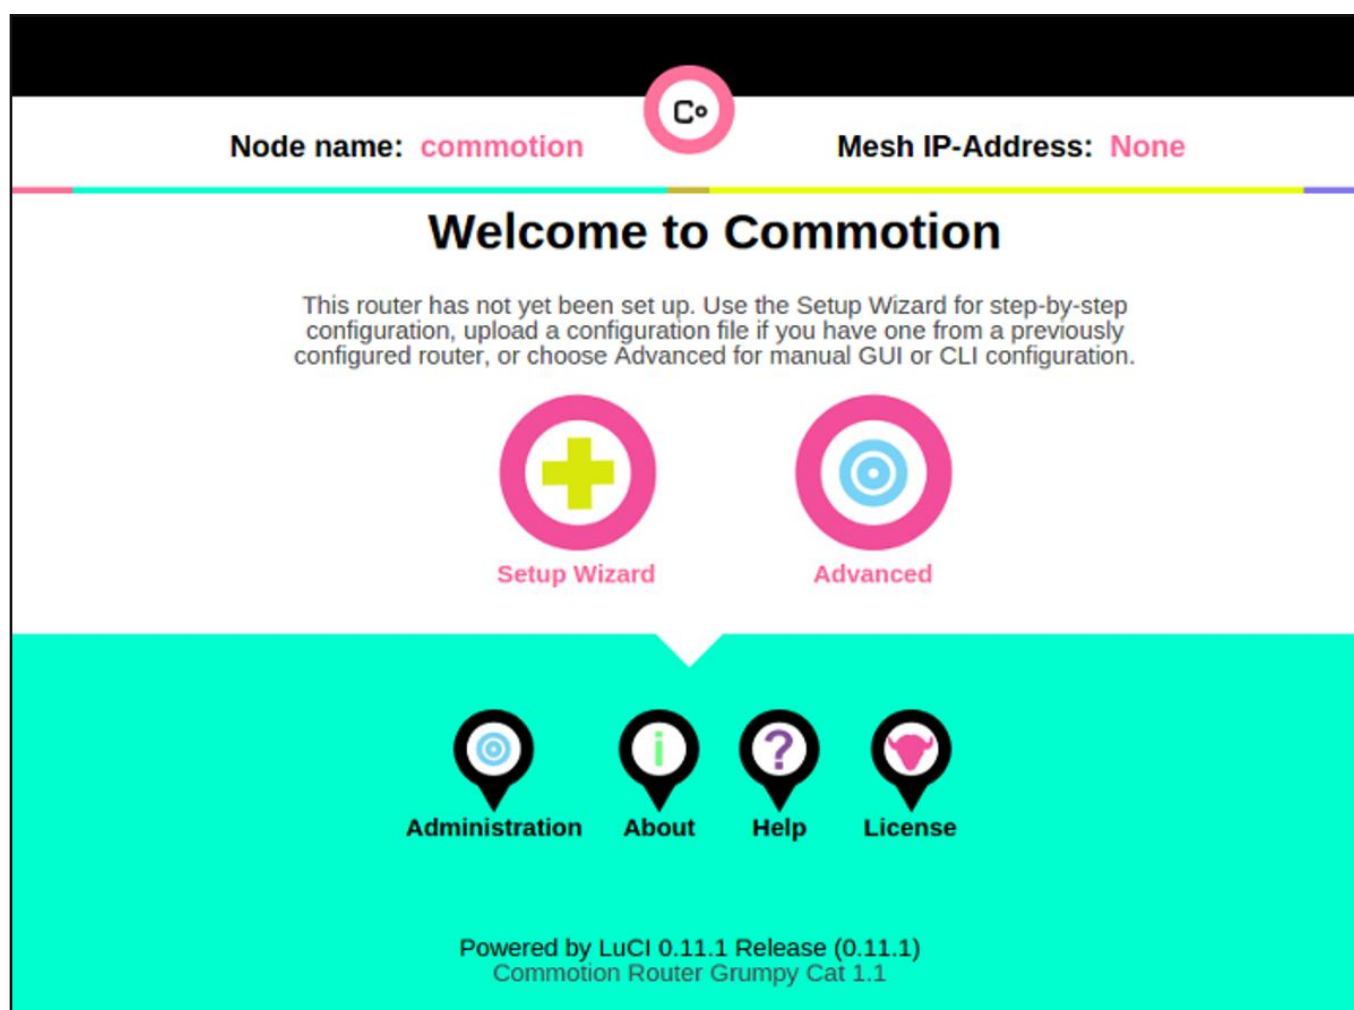 Co
Node name: commotion
Mesh IP-Address: None
Welcome to Commotion
This router has not yet been set up. Use the Setup Wizard for step-by-step
configuration, upload a configuration file if you have one from a previously
configured router, or choose Advanced for manual GUI or CLI configuration.
Setup Wizard
Advanced
i
?
Administration
About
Help
License
Powered by LuCI 0.11.1 Release (0.11.1)
Commotion Router Grumpy Cat 1.1